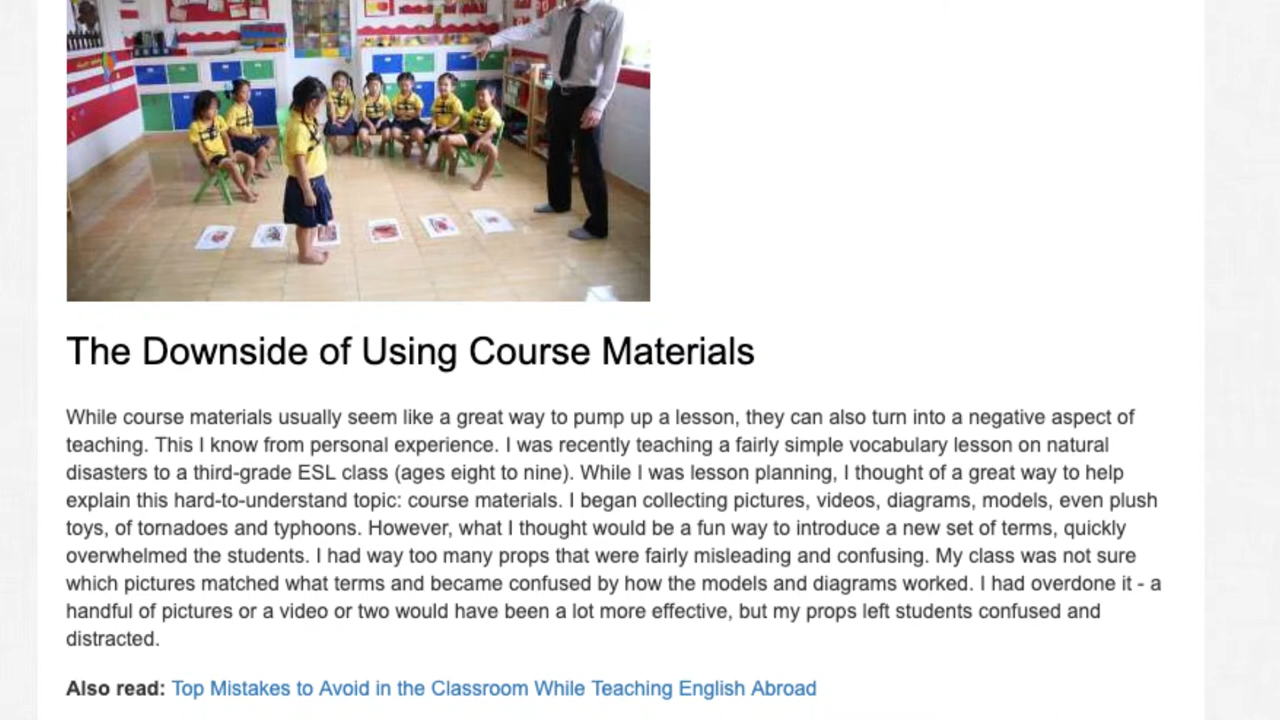 The Downside of Using Course Materials
While course materials usually seem like a great way to pump up a lesson, they can also turn into a negative aspect of
teaching. This I know from personal experience. I was recently teaching a fairly simple vocabulary lesson on natural
disasters to a third-grade ESL class (ages eight to nine). While I was lesson planning, I thought of a great way to help
explain this hard-to-understand topic: course materials. I began collecting pictures, videos, diagrams, models, even plush
toys, of tornadoes and typhoons. However, what I thought would be a fun way to introduce a new set of terms, quickly
overwhelmed the students. I had way too many props that were fairly misleading and confusing. My class was not sure
which pictures matched what terms and became confused by how the models and diagrams worked. I had overdone it - a
handful of pictures or a video or two would have been a lot more effective, but my props left students confused and
distracted.
Also read: Top Mistakes to Avoid in the Classroom While Teaching English Abroad